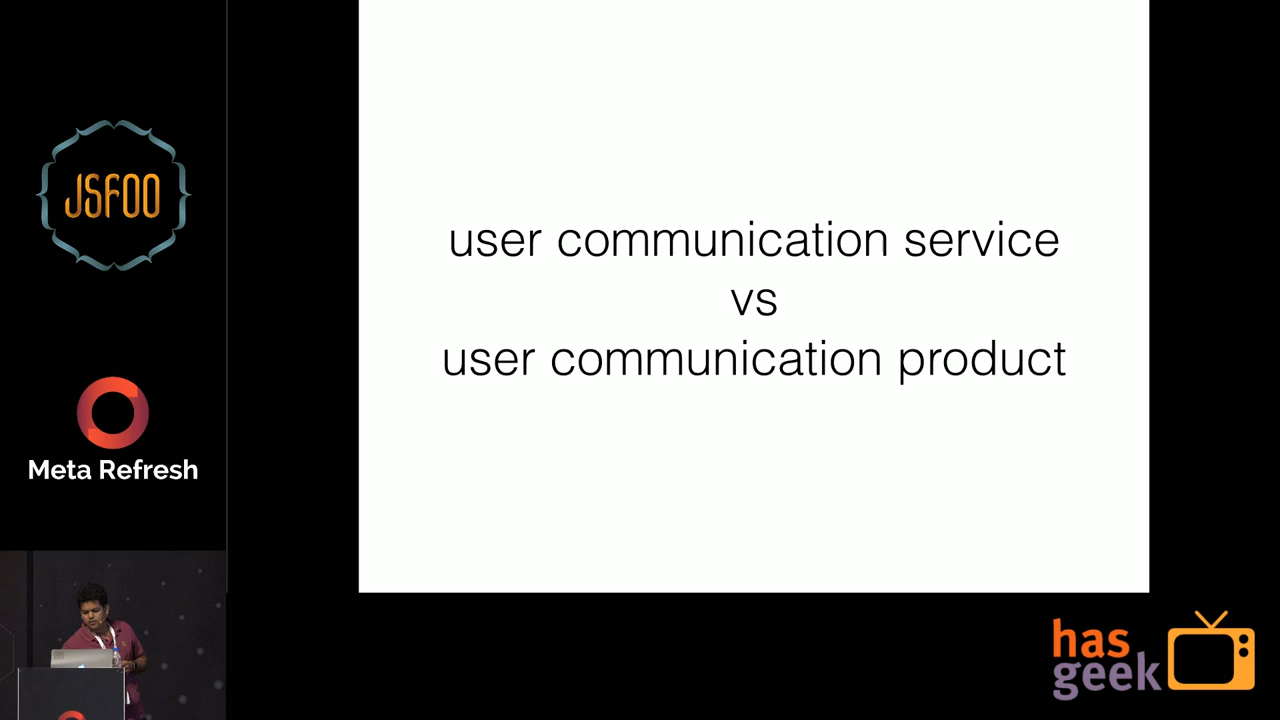 JSFOO
Meta Refresh
user communication service
vs
user communication product
has
geek